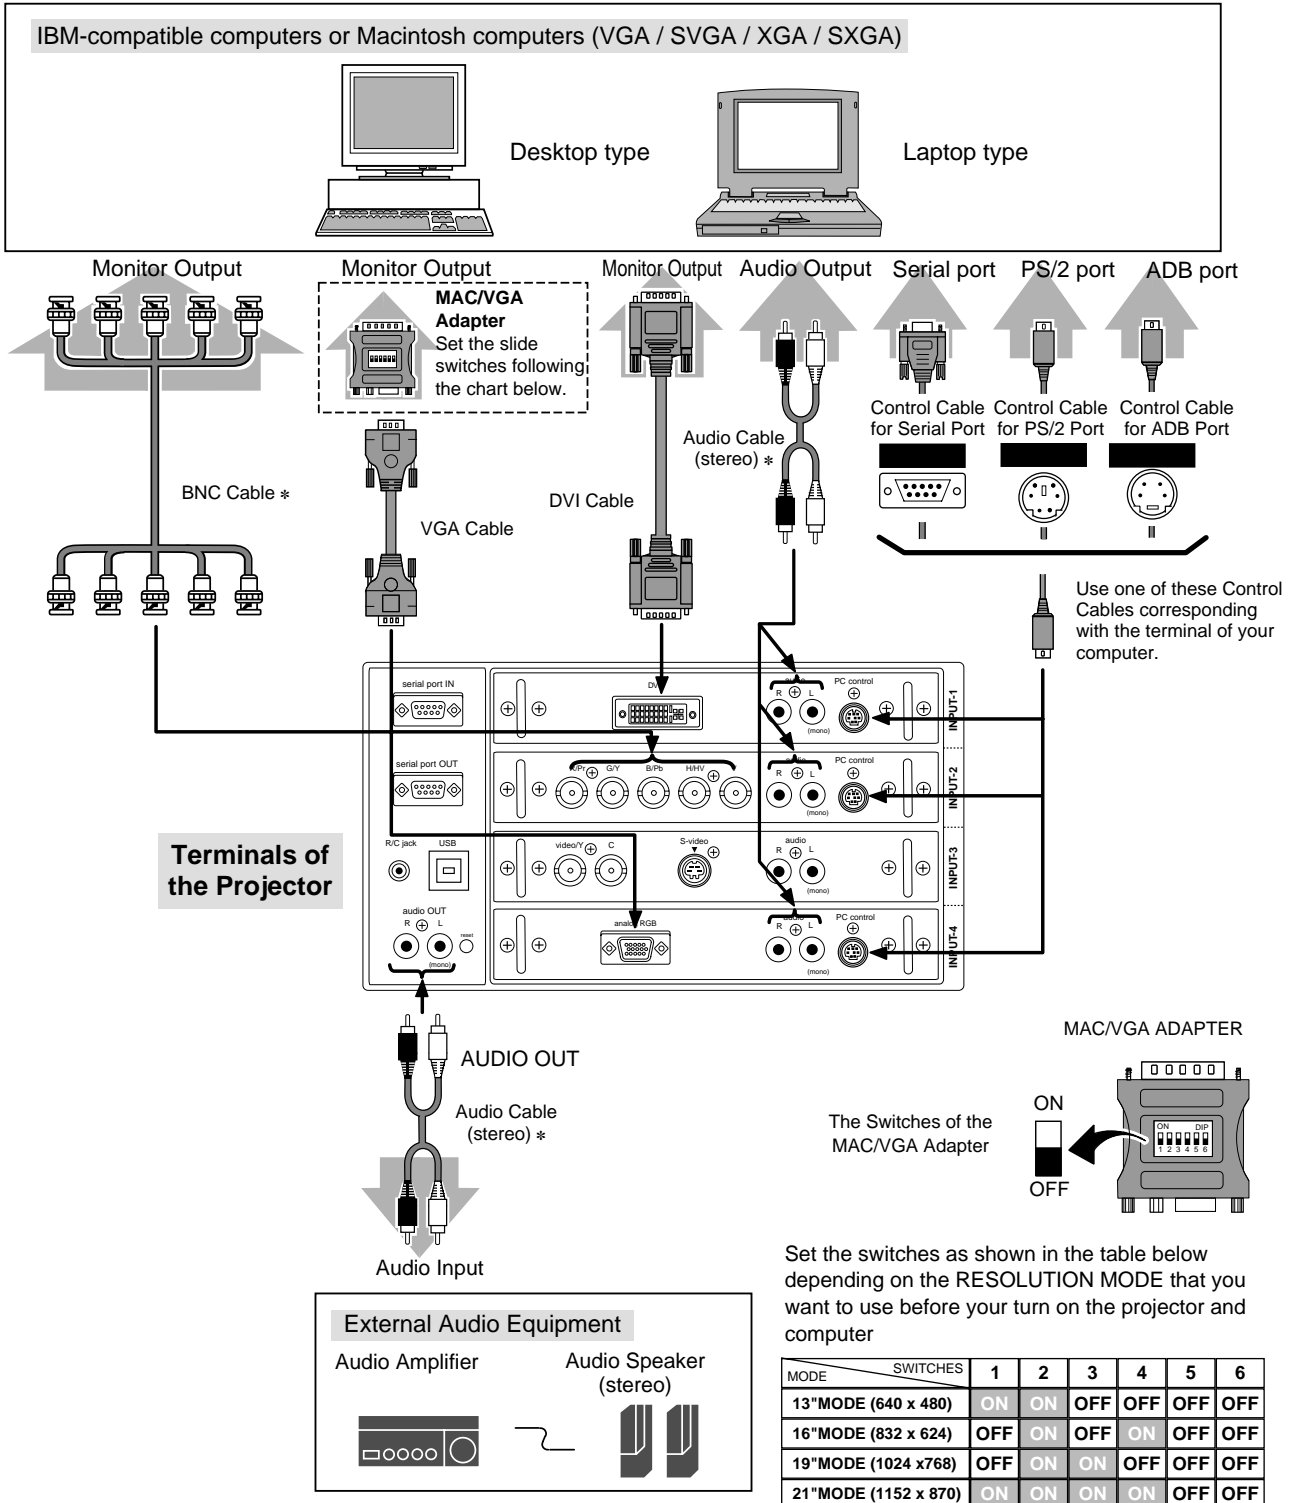 IBM-compatible computers or Macintosh computers (VGA / SVGA / XGA / SXGA)
Desktop type
Laptop type
Monitor Output
Monitor Output
Monitor Output
Audio Output
Serial port
PS/2 port
ADB port
MAC/VGA
Adapter
Set the slide
switches following
the chart below.
Control Cable
for Serial Port
Control Cable
for PS/2 Port
Control Cable
for ADB Port
Audio Cable
(stereo) *
BNC Cable *
VGA Cable
DVI Cable
Use one of these Control
Cables corresponding
with the terminal of your
computer.
Terminals of
the Projector
serial port IN
serial port OUT
R/C jack
USB
audio OUT
R
L
reset
(mono)
R
L
(mono)
PC control
INPUT-1
G/Y
B/Pb
H/HV
R
L
(mono)
PC control
INPUT-2
video/Y
C
S-video
audio
R
L
(mono)
INPUT-3
analog RGB
audio
R
L
(mono)
PC control
INPUT-4
AUDIO OUT
Audio Cable
(stereo) *
Audio Input
External Audio Equipment
Audio Amplifier
Audio Speaker
(stereo)
MAC/VGA ADAPTER
The Switches of the
MAC/VGA Adapter
ON
OFF
ON DIP
1 2 3 4 5 6
Set the switches as shown in the table below
depending on the RESOLUTION MODE that you
want to use before your turn on the projector and
computer
MODE SWITCHES 1 2 3 4 5 6
13"MODE (640 x 480) ON ON OFF OFF OFF OFF
16"MODE (832 x 624) OFF ON OFF ON OFF OFF
19"MODE (1024 x768) OFF ON ON OFF OFF OFF
21"MODE (1152 x 870) ON ON ON ON OFF OFF